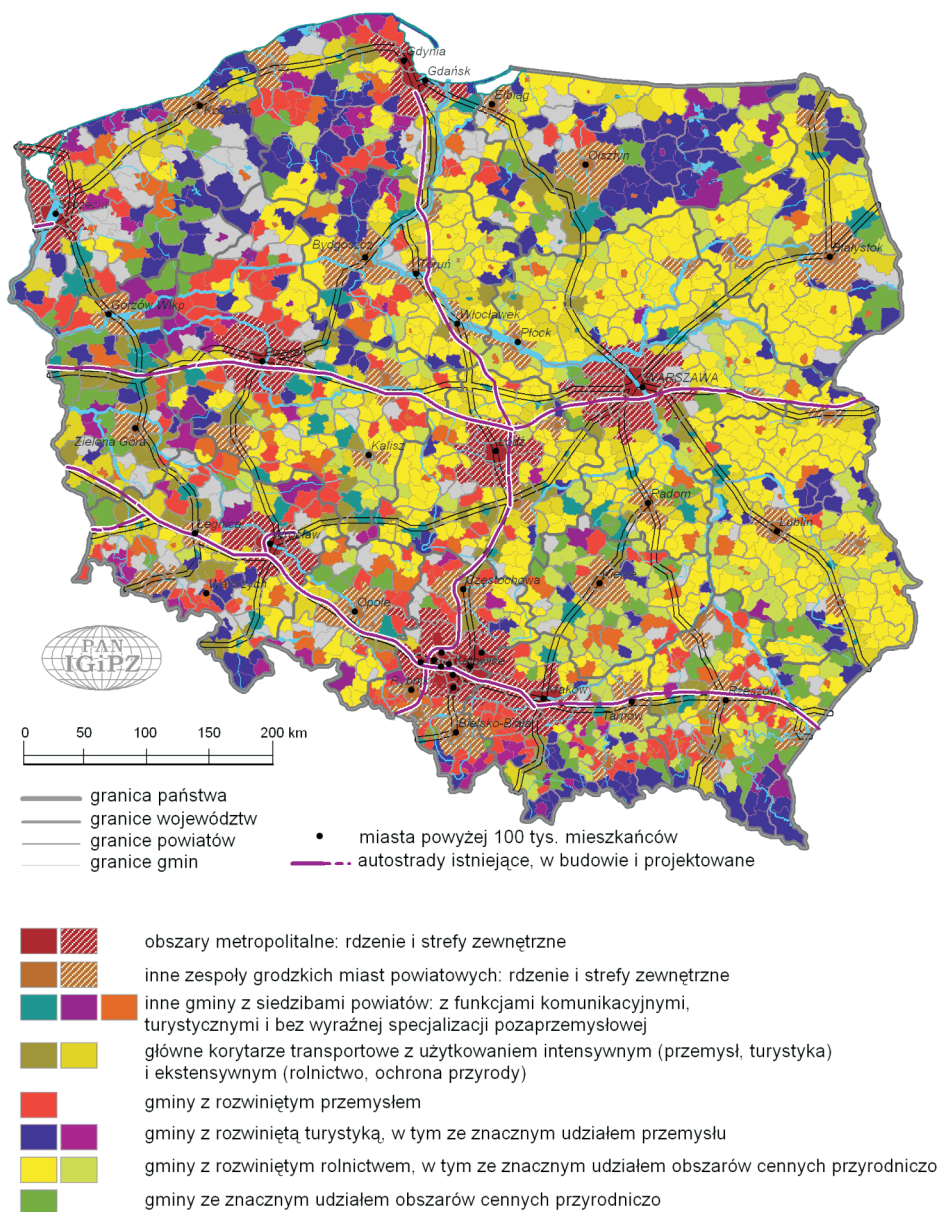 Gdynia
Gdańsk
Elbląg
Olsztyn
Białystok
Bydgoszcz
Toruń
Gorzów Wlkp.
Włocławek
Płock
WARSZAWA
Zielona Góra
Kalisz
Łódź
Radom
Lublin
Legnica
Wrocław
Opole
Częstochowa
Bielsko-Biała
Kraków
Tarnów
Rzeszów
PAN
IGiPZ
0 50 100 150 200 km
granica państwa
granice województw
granice powiatów
granice gmin
miasta powyżej 100 tys. mieszkańców
autostrady istniejące, w budowie i projektowane
obszary metropolitalne: rdzenie i strefy zewnętrzne
inne zespoły grodzkich miast powiatowych: rdzenie i strefy zewnętrzne
inne gminy z siedzibami powiatów: z funkcjami komunikacyjnymi,
turystycznymi i bez wyraźnej specjalizacji pozaprzemysłowej
główne korytarze transportowe z użytkowaniem intensywnym (przemysł, turystyka)
i ekstensywnym (rolnictwo, ochrona przyrody)
gminy z rozwiniętym przemysłem
gminy z rozwiniętą turystyką, w tym ze znacznym udziałem przemysłu
gminy z rozwiniętym rolnictwem, w tym ze znacznym udziałem obszarów cennych przyrodniczo
gminy ze znacznym udziałem obszarów cennych przyrodniczo